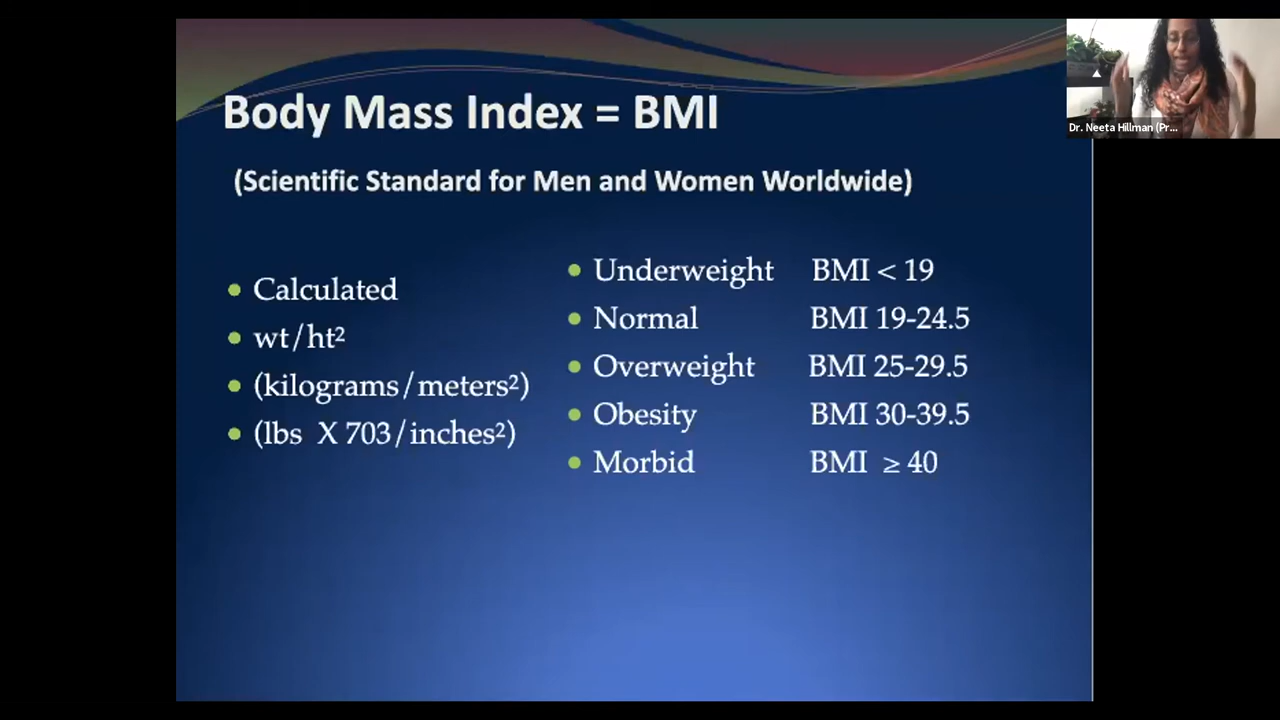 Body Mass Index = BMI
(Scientific Standard for Men and Women Worldwide)
• Calculated
• wt/ht²
• (kilograms/meters²)
• (lbs X 703/inches²)
• Underweight BMI < 19
• Normal BMI 19-24.5
• Overweight BMI 25-29.5
• Obesity BMI 30-39.5
• Morbid BMI ≥ 40
Dr. Neeta Hillman (Pr...